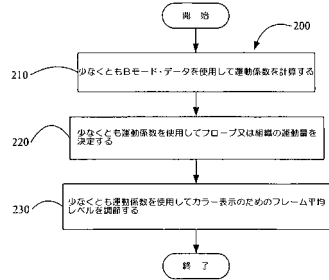 開 始
200
210
少なくともBモード・データを使用して運動係数を計算する
220
少なくとも運動係数を使用してプローブ又は組織の運動量を
決定する
230
少なくとも運動係数を使用してカラー表示のためのフレーム平均
レベルを調節する
終 了